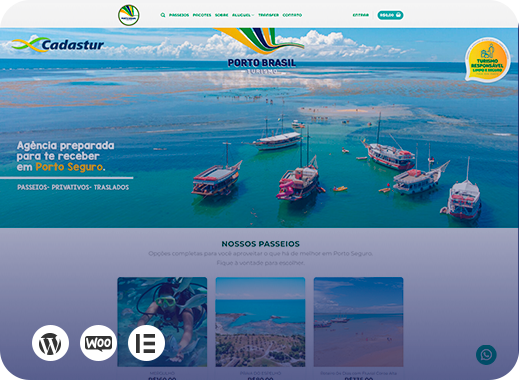 PASSEIOS PACOTES SOBRE ALUGUEL TRANSFER CONTATO
ENTRAR
R$0,00
Cadastur
PORTO BRASIL
TURISMO
TURISMO
RESPONSÁVEL
LIMPO E SEGURO
Agência preparada
para te receber
em Porto Seguro.
PASSEIOS- PRIVATIVOS- TRASLADOS
NOSSOS PASSEIOS
Opções completas para você aproveitar o que há de melhor em Porto Seguro.
Fique à vontade para escolher.
WOO